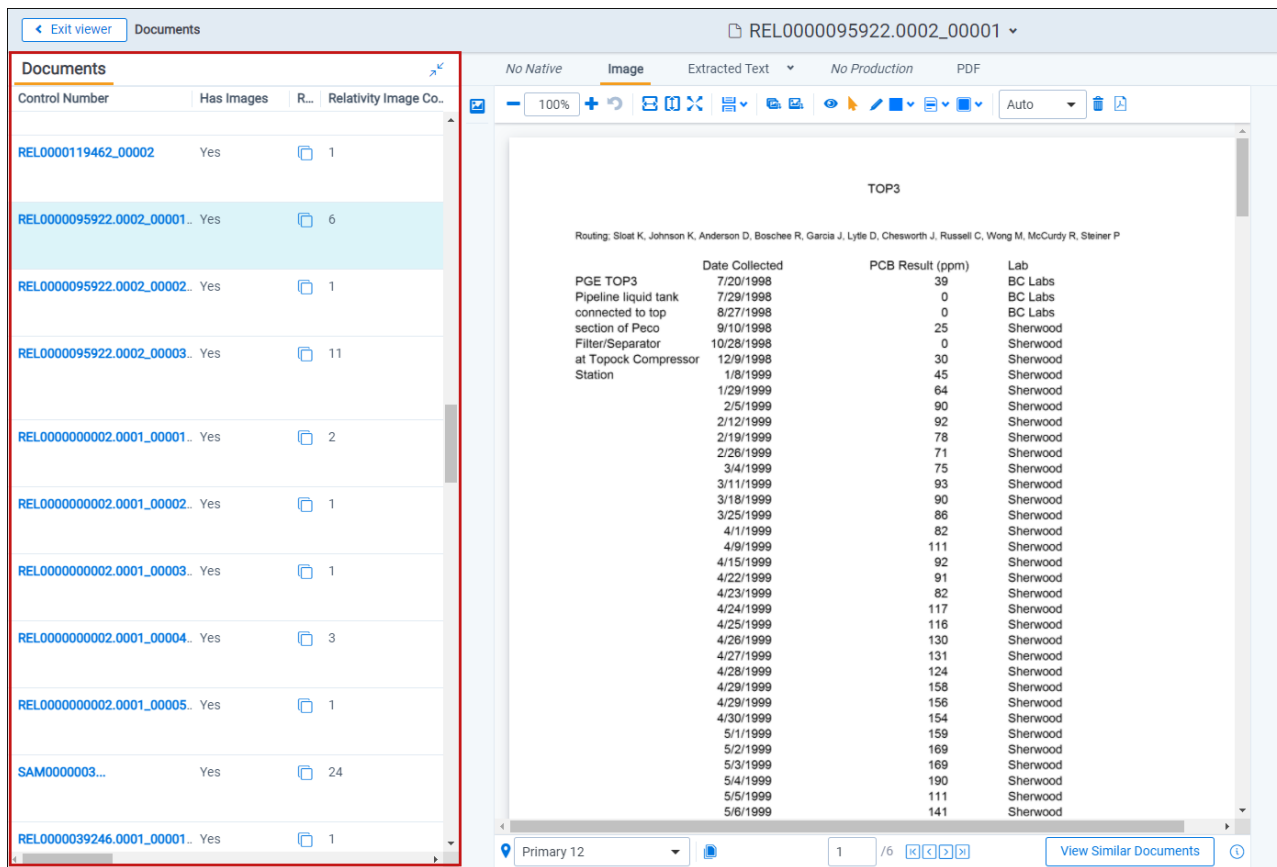 Exit viewer
Documents
REL0000095922.0002_00001
Documents
Control Number Has Images R... Relativity Image Co..
REL0000119462_00002 Yes 1
REL0000095922.0002_00001.. Yes 6
REL0000095922.0002_00002.. Yes 1
REL0000095922.0002_00003.. Yes 11
REL0000000002.0001_00001.. Yes 2
REL0000000002.0001_00002.. Yes 1
REL0000000002.0001_00003.. Yes 1
REL0000000002.0001_00004.. Yes 3
REL0000000002.0001_00005.. Yes 1
SAM0000003... Yes 24
REL0000039246.0001_00001.. Yes 1
No Native Image Extracted Text No Production PDF
100% Auto
TOP3
Routing; Sloat K, Johnson K, Anderson D, Boschee R, Garcia J, Lytle D, Chesworth J, Russell C, Wong M, McCurdy R, Steiner P
Date Collected PCB Result (ppm) Lab
PGE TOP3 7/20/1998 39 BC Labs
Pipeline liquid tank 7/29/1998 0 BC Labs
connected to top 8/27/1998 0 BC Labs
section of Peco 9/10/1998 25 Sherwood
Filter/Separator 10/28/1998 0 Sherwood
at Topock Compressor 12/9/1998 30 Sherwood
Station 1/8/1999 45 Sherwood
1/29/1999 64 Sherwood
2/5/1999 90 Sherwood
2/12/1999 92 Sherwood
2/19/1999 78 Sherwood
2/26/1999 71 Sherwood
3/4/1999 75 Sherwood
3/11/1999 93 Sherwood
3/18/1999 90 Sherwood
3/25/1999 86 Sherwood
4/1/1999 82 Sherwood
4/9/1999 111 Sherwood
4/15/1999 92 Sherwood
4/22/1999 91 Sherwood
4/23/1999 82 Sherwood
4/24/1999 117 Sherwood
4/25/1999 116 Sherwood
4/26/1999 130 Sherwood
4/27/1999 131 Sherwood
4/28/1999 124 Sherwood
4/29/1999 158 Sherwood
4/29/1999 156 Sherwood
4/30/1999 154 Sherwood
5/1/1999 159 Sherwood
5/2/1999 169 Sherwood
5/3/1999 169 Sherwood
5/4/1999 190 Sherwood
5/5/1999 111 Sherwood
5/6/1999 141 Sherwood
Primary 12 1 /6 View Similar Documents